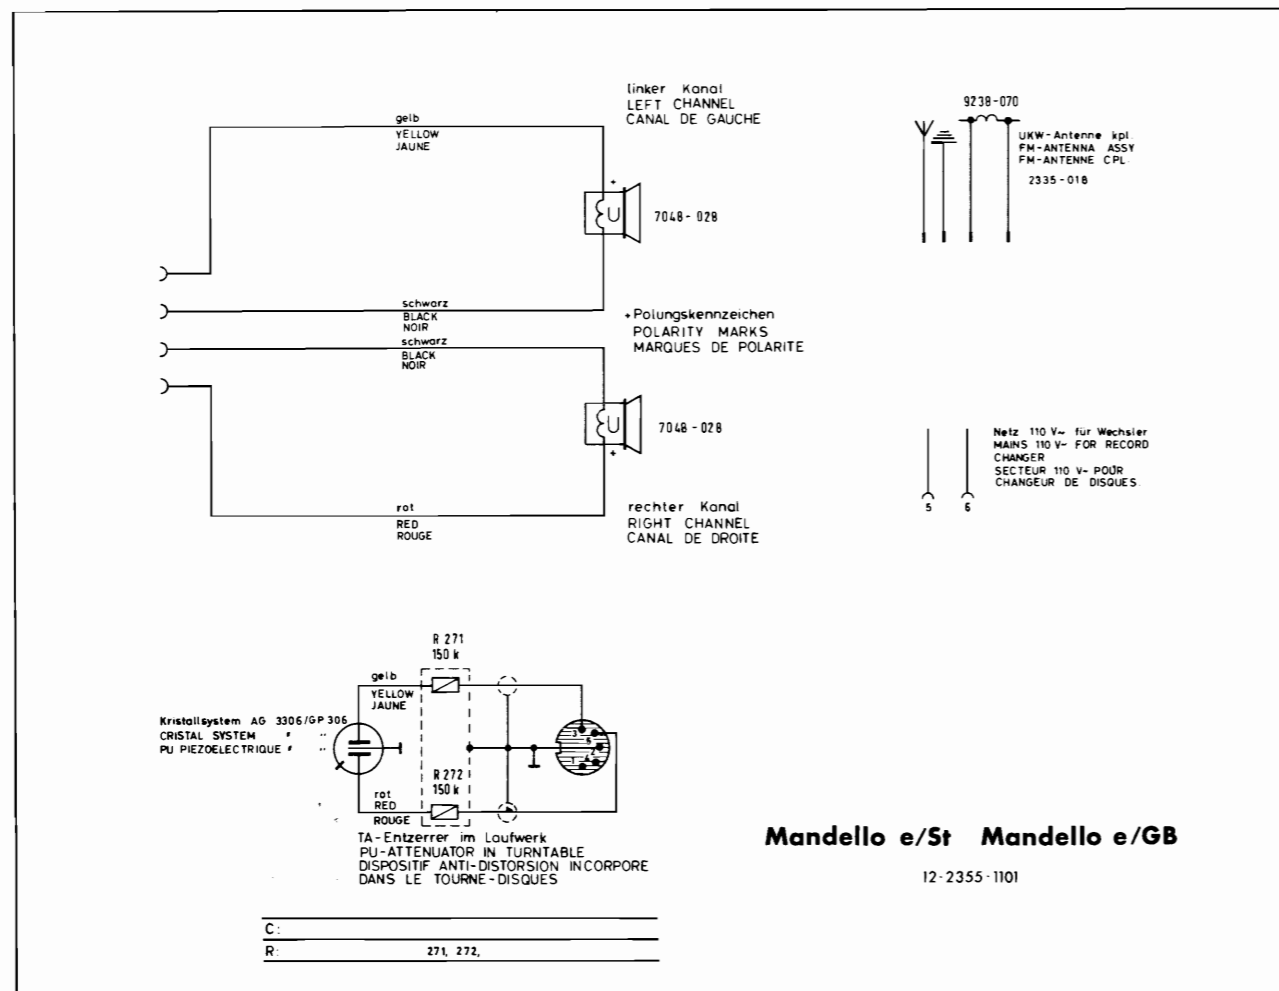 linker Kanal
LEFT CHANNEL
CANAL DE GAUCHE
gelb
YELLOW
JAUNE
+
7048-028
schwarz
BLACK
NOIR
+ Polungskennzeichen
POLARITY MARKS
MARQUES DE POLARITE
schwarz
BLACK
NOIR
7048-028
+
rot
RED
ROUGE
rechter Kanal
RIGHT CHANNEL
CANAL DE DROITE
9238-070
UKW-Antenne kpl.
FM-ANTENNA ASSY
FM-ANTENNE CPL.
2335-018
Netz 110 V~ für Wechsler
MAINS 110 V~ FOR RECORD
CHANGER
SECTEUR 110 V~ POUR
CHANGEUR DE DISQUES.
5 6
R 271
150 k
gelb
YELLOW
JAUNE
Kristallsystem AG 3306/GP 306
CRISTAL SYSTEM " "
PU PIEZOELECTRIQUE " "
3
5
2
4
1
R 272
150 k
rot
RED
ROUGE
TA-Entzerrer im Laufwerk
PU-ATTENUATOR IN TURNTABLE
DISPOSITIF ANTI-DISTORSION INCORPORE
DANS LE TOURNE-DISQUES
Mandello e/St Mandello e/GB
12-2355-1101
C:
R: 271, 272,